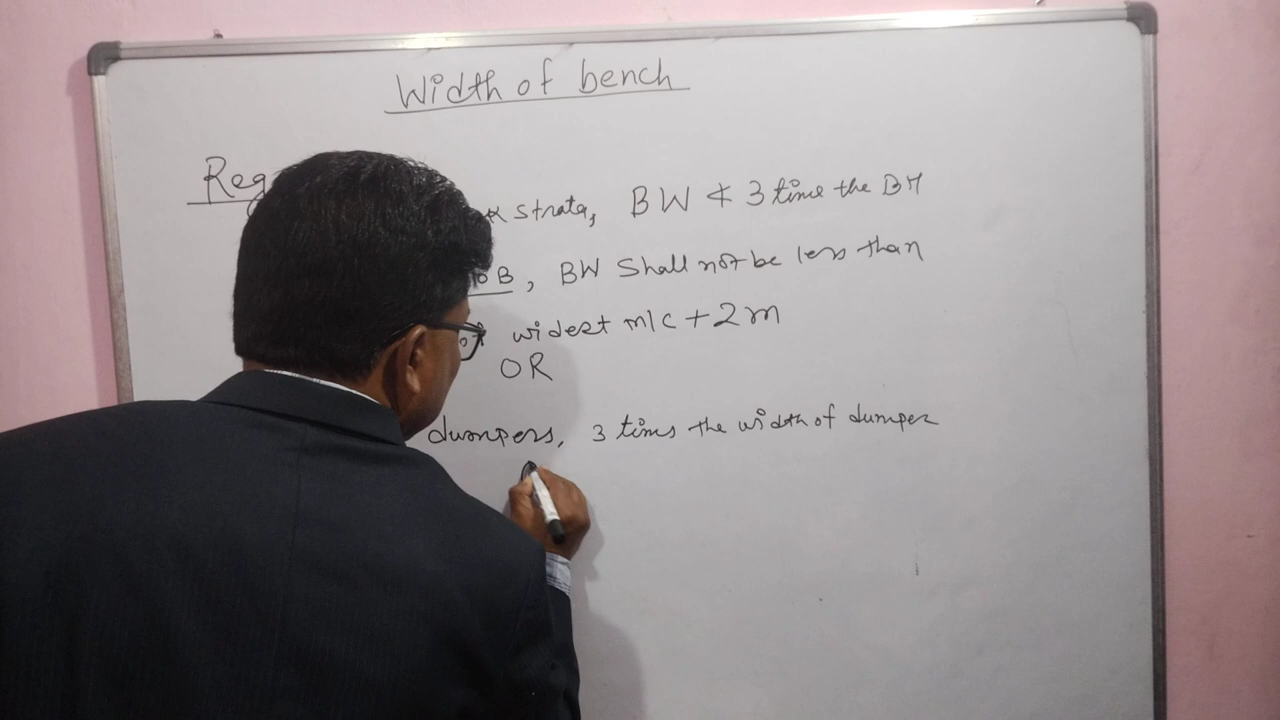 Width of bench
Reg
strata, BW ≮ 3 time the BH
OB, BW Shall not be less than
widest m/c + 2m
OR
dumpers, 3 times the width of dumper